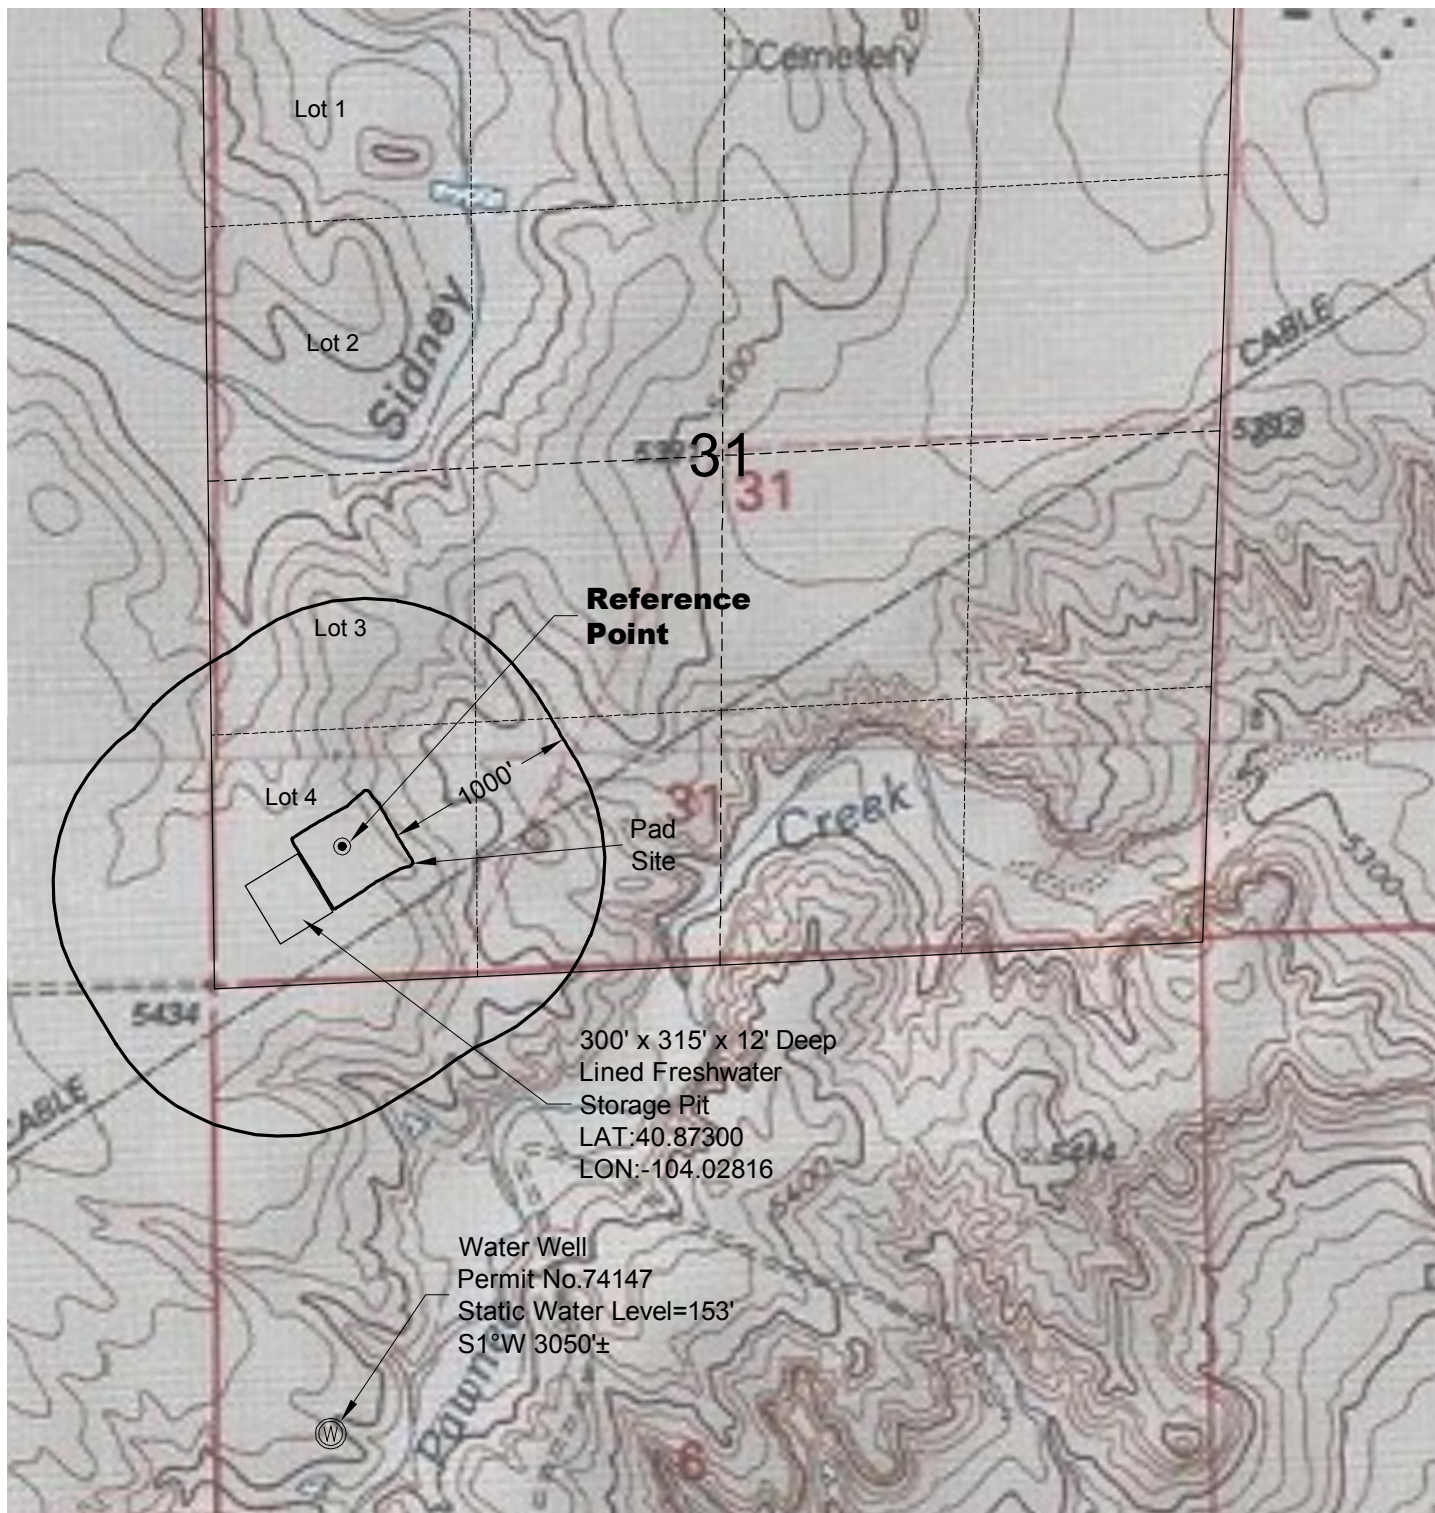 Cemetery
Lot 1
Lot 2
Sidney
CABLE
5400
5393
31
31
Reference
Point
Lot 3
1000'
Lot 4
31
Creek
Pad
Site
5300
5434
300' x 315' x 12' Deep
Lined Freshwater
Storage Pit
LAT:40.87300
LON:-104.02816
CABLE
5474
5400
Water Well
Permit No.74147
Static Water Level=153'
S1°W 3050'±
W
Pawnee
6